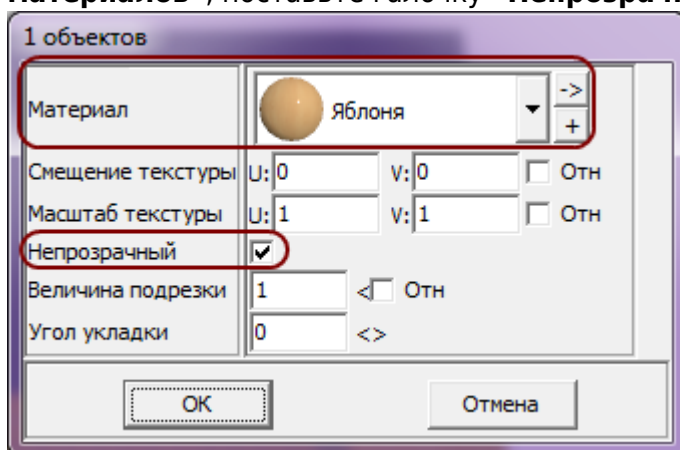 1 объектов
Материал Яблоня -> +
Смещение текстуры U: 0 V: 0 Отн
Масштаб текстуры U: 1 V: 1 Отн
Непрозрачный
Величина подрезки 1 < Отн
Угол укладки 0 <>
OK Отмена